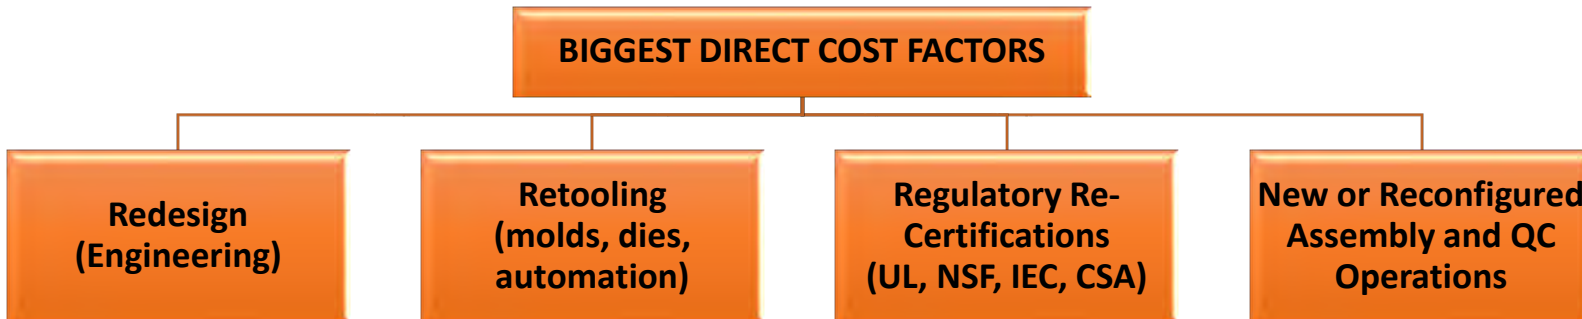 BIGGEST DIRECT COST FACTORS
Redesign
(Engineering)
Retooling
(molds, dies,
automation)
Regulatory Re-
Certifications
(UL, NSF, IEC, CSA)
New or Reconfigured
Assembly and QC
Operations